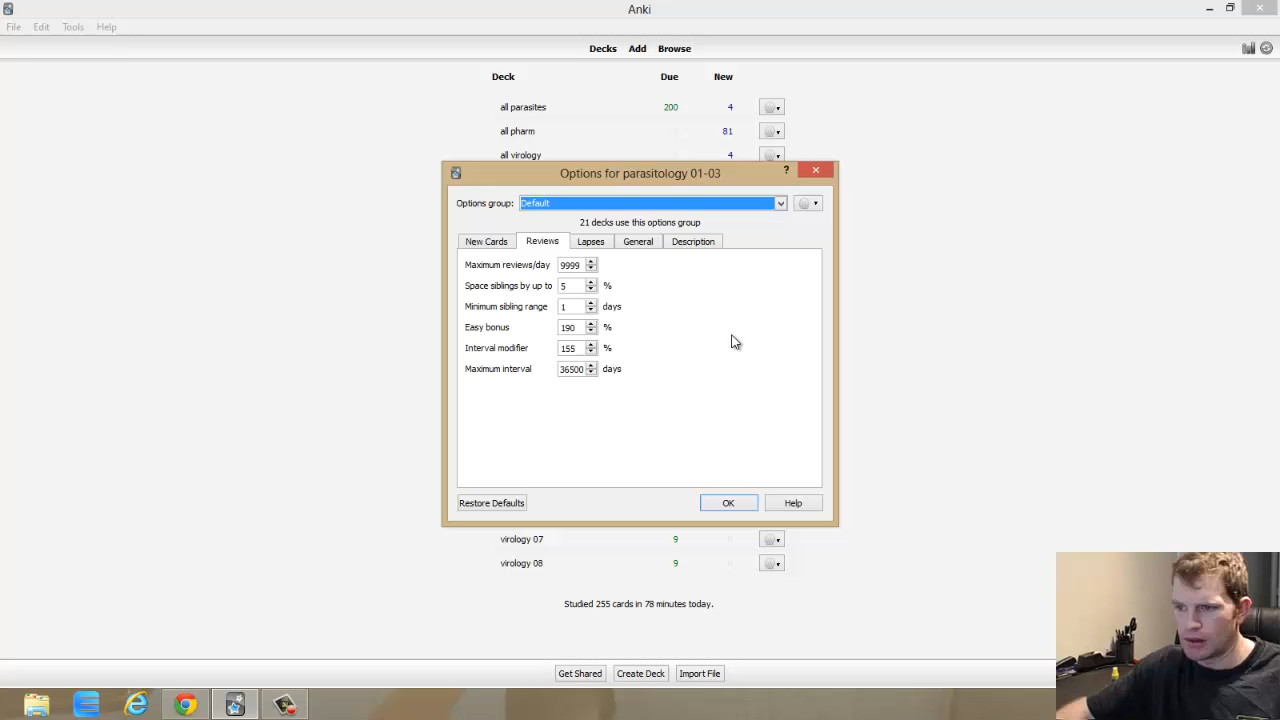 Anki
File Edit Tools Help
Decks Add Browse
Deck Due New
all parasites 200 4
all pharm 81
all virology 4
Options for parasitology 01-03 ?
Options group: Default
21 decks use this options group
New Cards Reviews Lapses General Description
Maximum reviews/day 9999
Space siblings by up to 5 %
Minimum sibling range 1 days
Easy bonus 190 %
Interval modifier 155 %
Maximum interval 36500 days
Restore Defaults OK Help
virology 07 9 0
virology 08 9 0
Studied 255 cards in 78 minutes today.
Get Shared Create Deck Import File